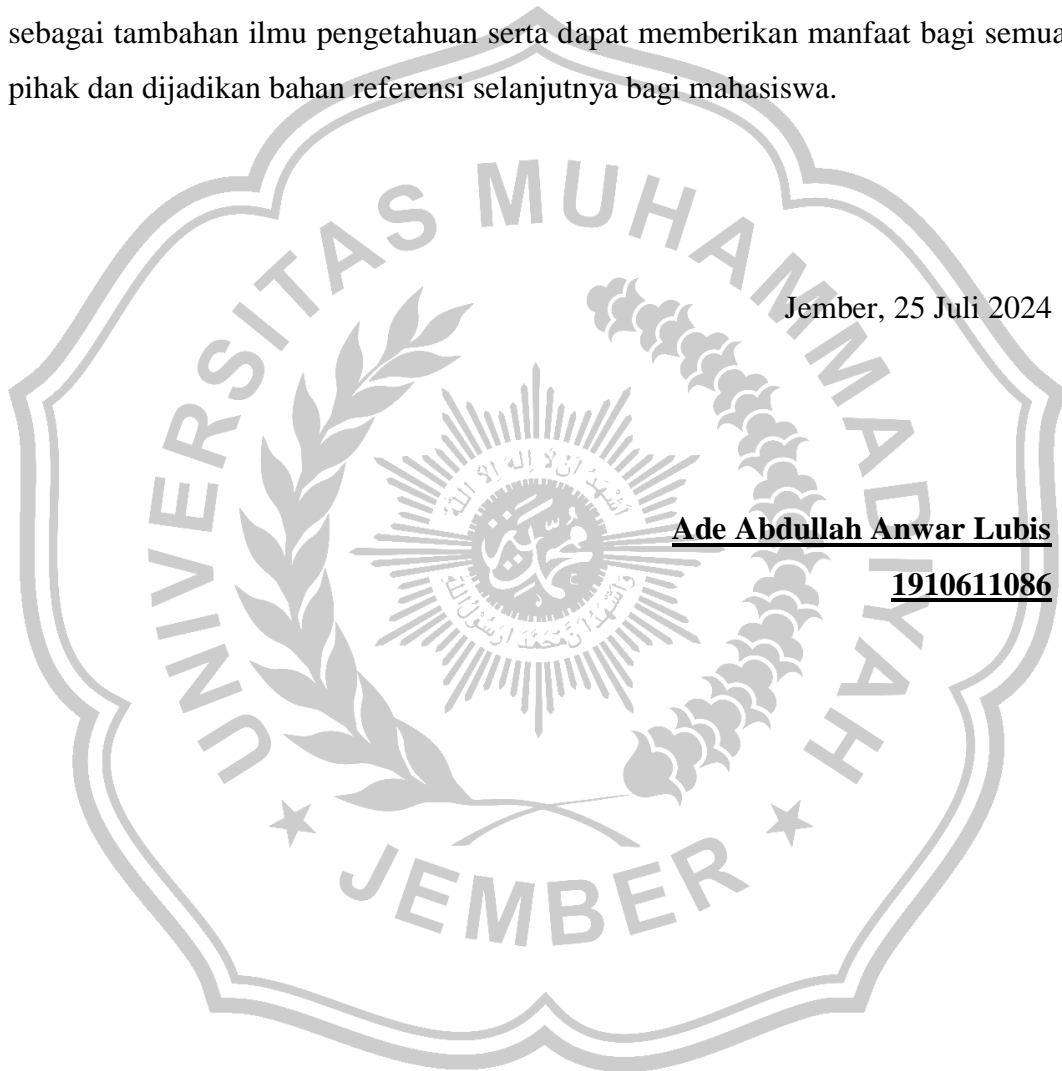 sebagai tambahan ilmu pengetahuan serta dapat memberikan manfaat bagi semua
pihak dan dijadikan bahan referensi selanjutnya bagi mahasiswa.
UNIVERSITAS MUHAMMADIYAH
Jember, 25 Juli 2024
Ade Abdullah Anwar Lubis
1910611086
JEMBER